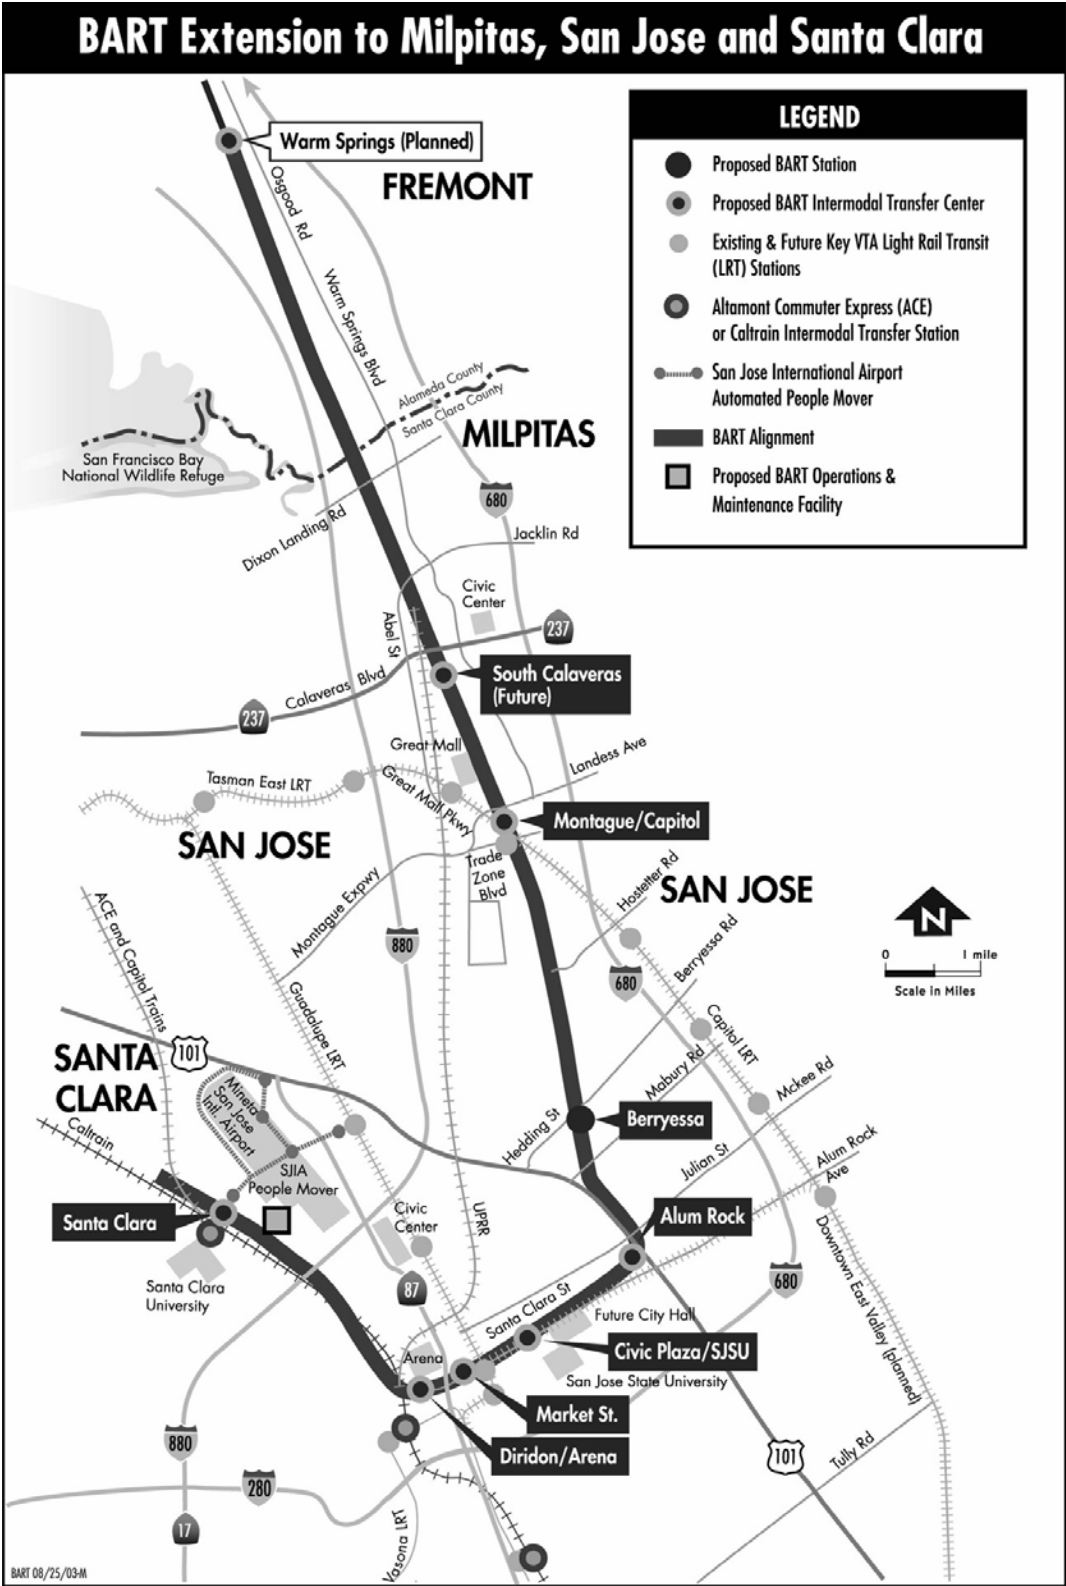 BART Extension to Milpitas, San Jose and Santa Clara
LEGEND
Proposed BART Station
Proposed BART Intermodal Transfer Center
Existing & Future Key VTA Light Rail Transit
(LRT) Stations
Altamont Commuter Express (ACE)
or Caltrain Intermodal Transfer Station
San Jose International Airport
Automated People Mover
BART Alignment
Proposed BART Operations &
Maintenance Facility
Warm Springs (Planned)
FREMONT
Osgood Rd
Warm Springs Blvd
Alameda County
Santa Clara County
MILPITAS
San Francisco Bay
National Wildlife Refuge
680
Dixon Landing Rd
Jacklin Rd
Civic
Center
Abel St
237
South Calaveras
(Future)
Calaveras Blvd
237
Great Mall
Landess Ave
Tasman East LRT
Great Mall Pkwy
Montague/Capitol
SAN JOSE
Trade
Zone
Blvd
Hostetter Rd
SAN JOSE
Montague Expwy
ACE and Capitol Trains
880
Berryessa Rd
N
0 1 mile
Scale in Miles
680
Guadalupe LRT
Capitol LRT
101
SANTA
CLARA
Mabury Rd
Mckee Rd
Mineta
San Jose
Intl. Airport
Caltrain
Hedding St
Berryessa
Julian St
Alum Rock
Ave
SJIA
People Mover
Santa Clara
Civic
Center
UPRR
Alum Rock
Santa Clara
University
87
680
Downtown East Valley (planned)
Santa Clara St
Future City Hall
Civic Plaza/SJSU
Arena
San Jose State University
Market St.
Diridon/Arena
880
280
101
Tully Rd
17
Vasona LRT
BART 08/25/03-M